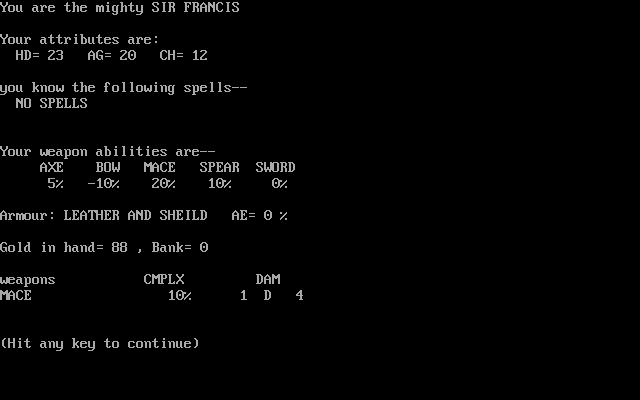 You are the mighty SIR FRANCIS
Your attributes are:
HD= 23 AG= 20 CH= 12
you know the following spells--
NO SPELLS
Your weapon abilities are--
AXE BOW MACE SPEAR SWORD
5% -10% 20% 10% 0%
Armour: LEATHER AND SHEILD AE= 0 %
Gold in hand= 88 , Bank= 0
weapons CMPLX DAM
MACE 10% 1 D 4
(Hit any key to continue)